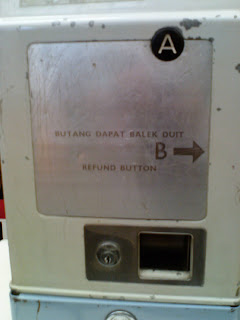 A
BUTANG DAPAT BALEK DUIT
B
REFUND BUTTON